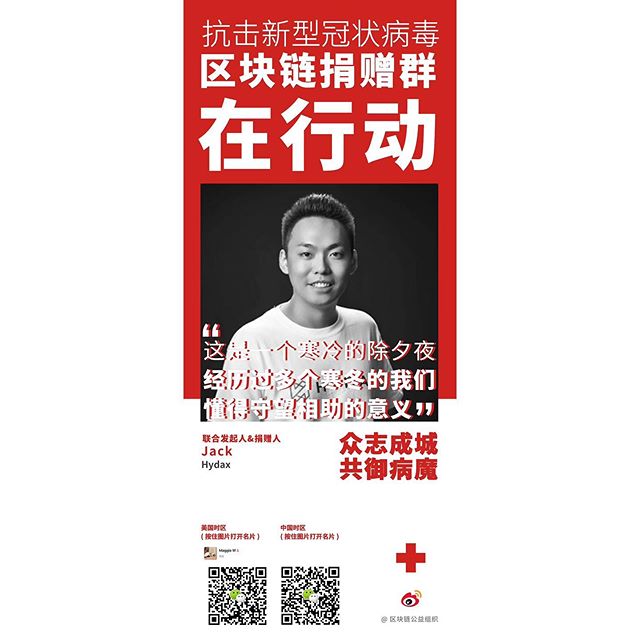 抗击新型冠状病毒
区块链捐赠群
在行动
“
这是一个寒冷的除夕夜
经历过多个寒冬的我们
懂得守望相助的意义”
联合发起人&捐赠人
Jack
Hydax
众志成城
共御病魔
美国时区
(按住图片打开名片)
中国时区
(按住图片打开名片)
Maggie W
@区块链公益组织